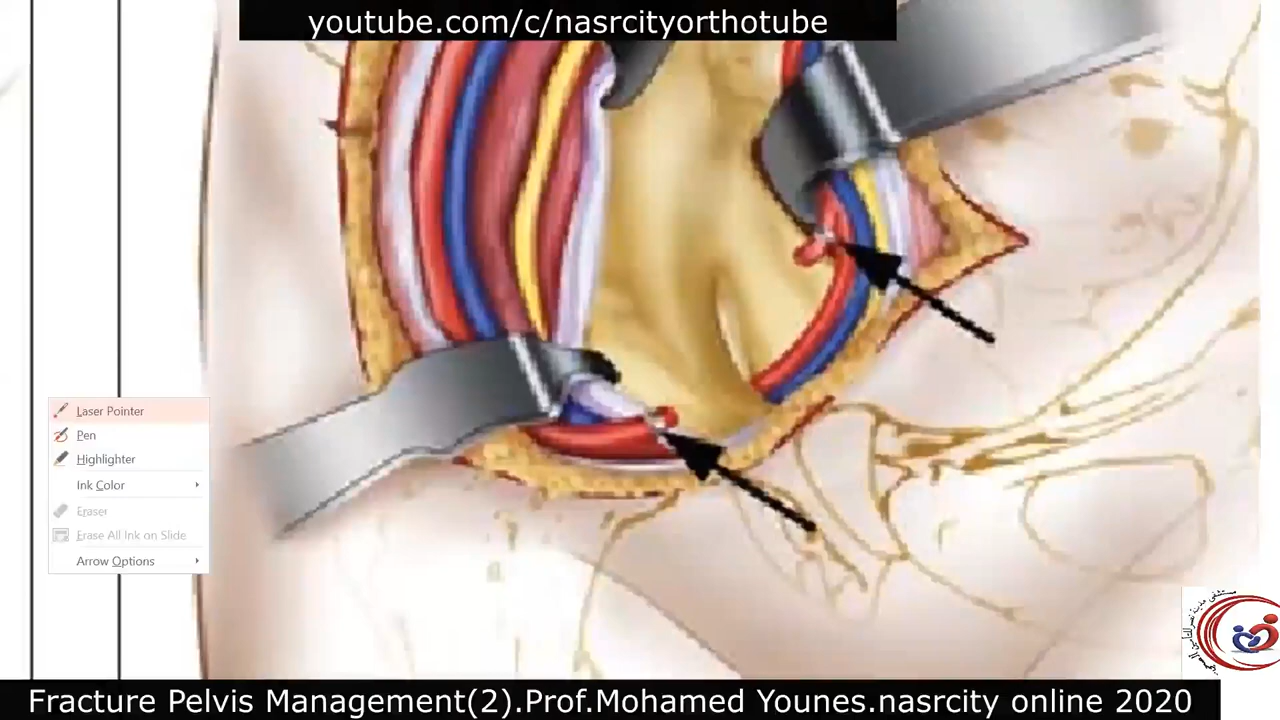 youtube.com/c/nasrcityorthotube
Laser Pointer
Pen
Highlighter
Ink Color
Eraser
Erase All Ink on Slide
Arrow Options
Fracture Pelvis Management(2).Prof.Mohamed Younes.nasrcity online 2020